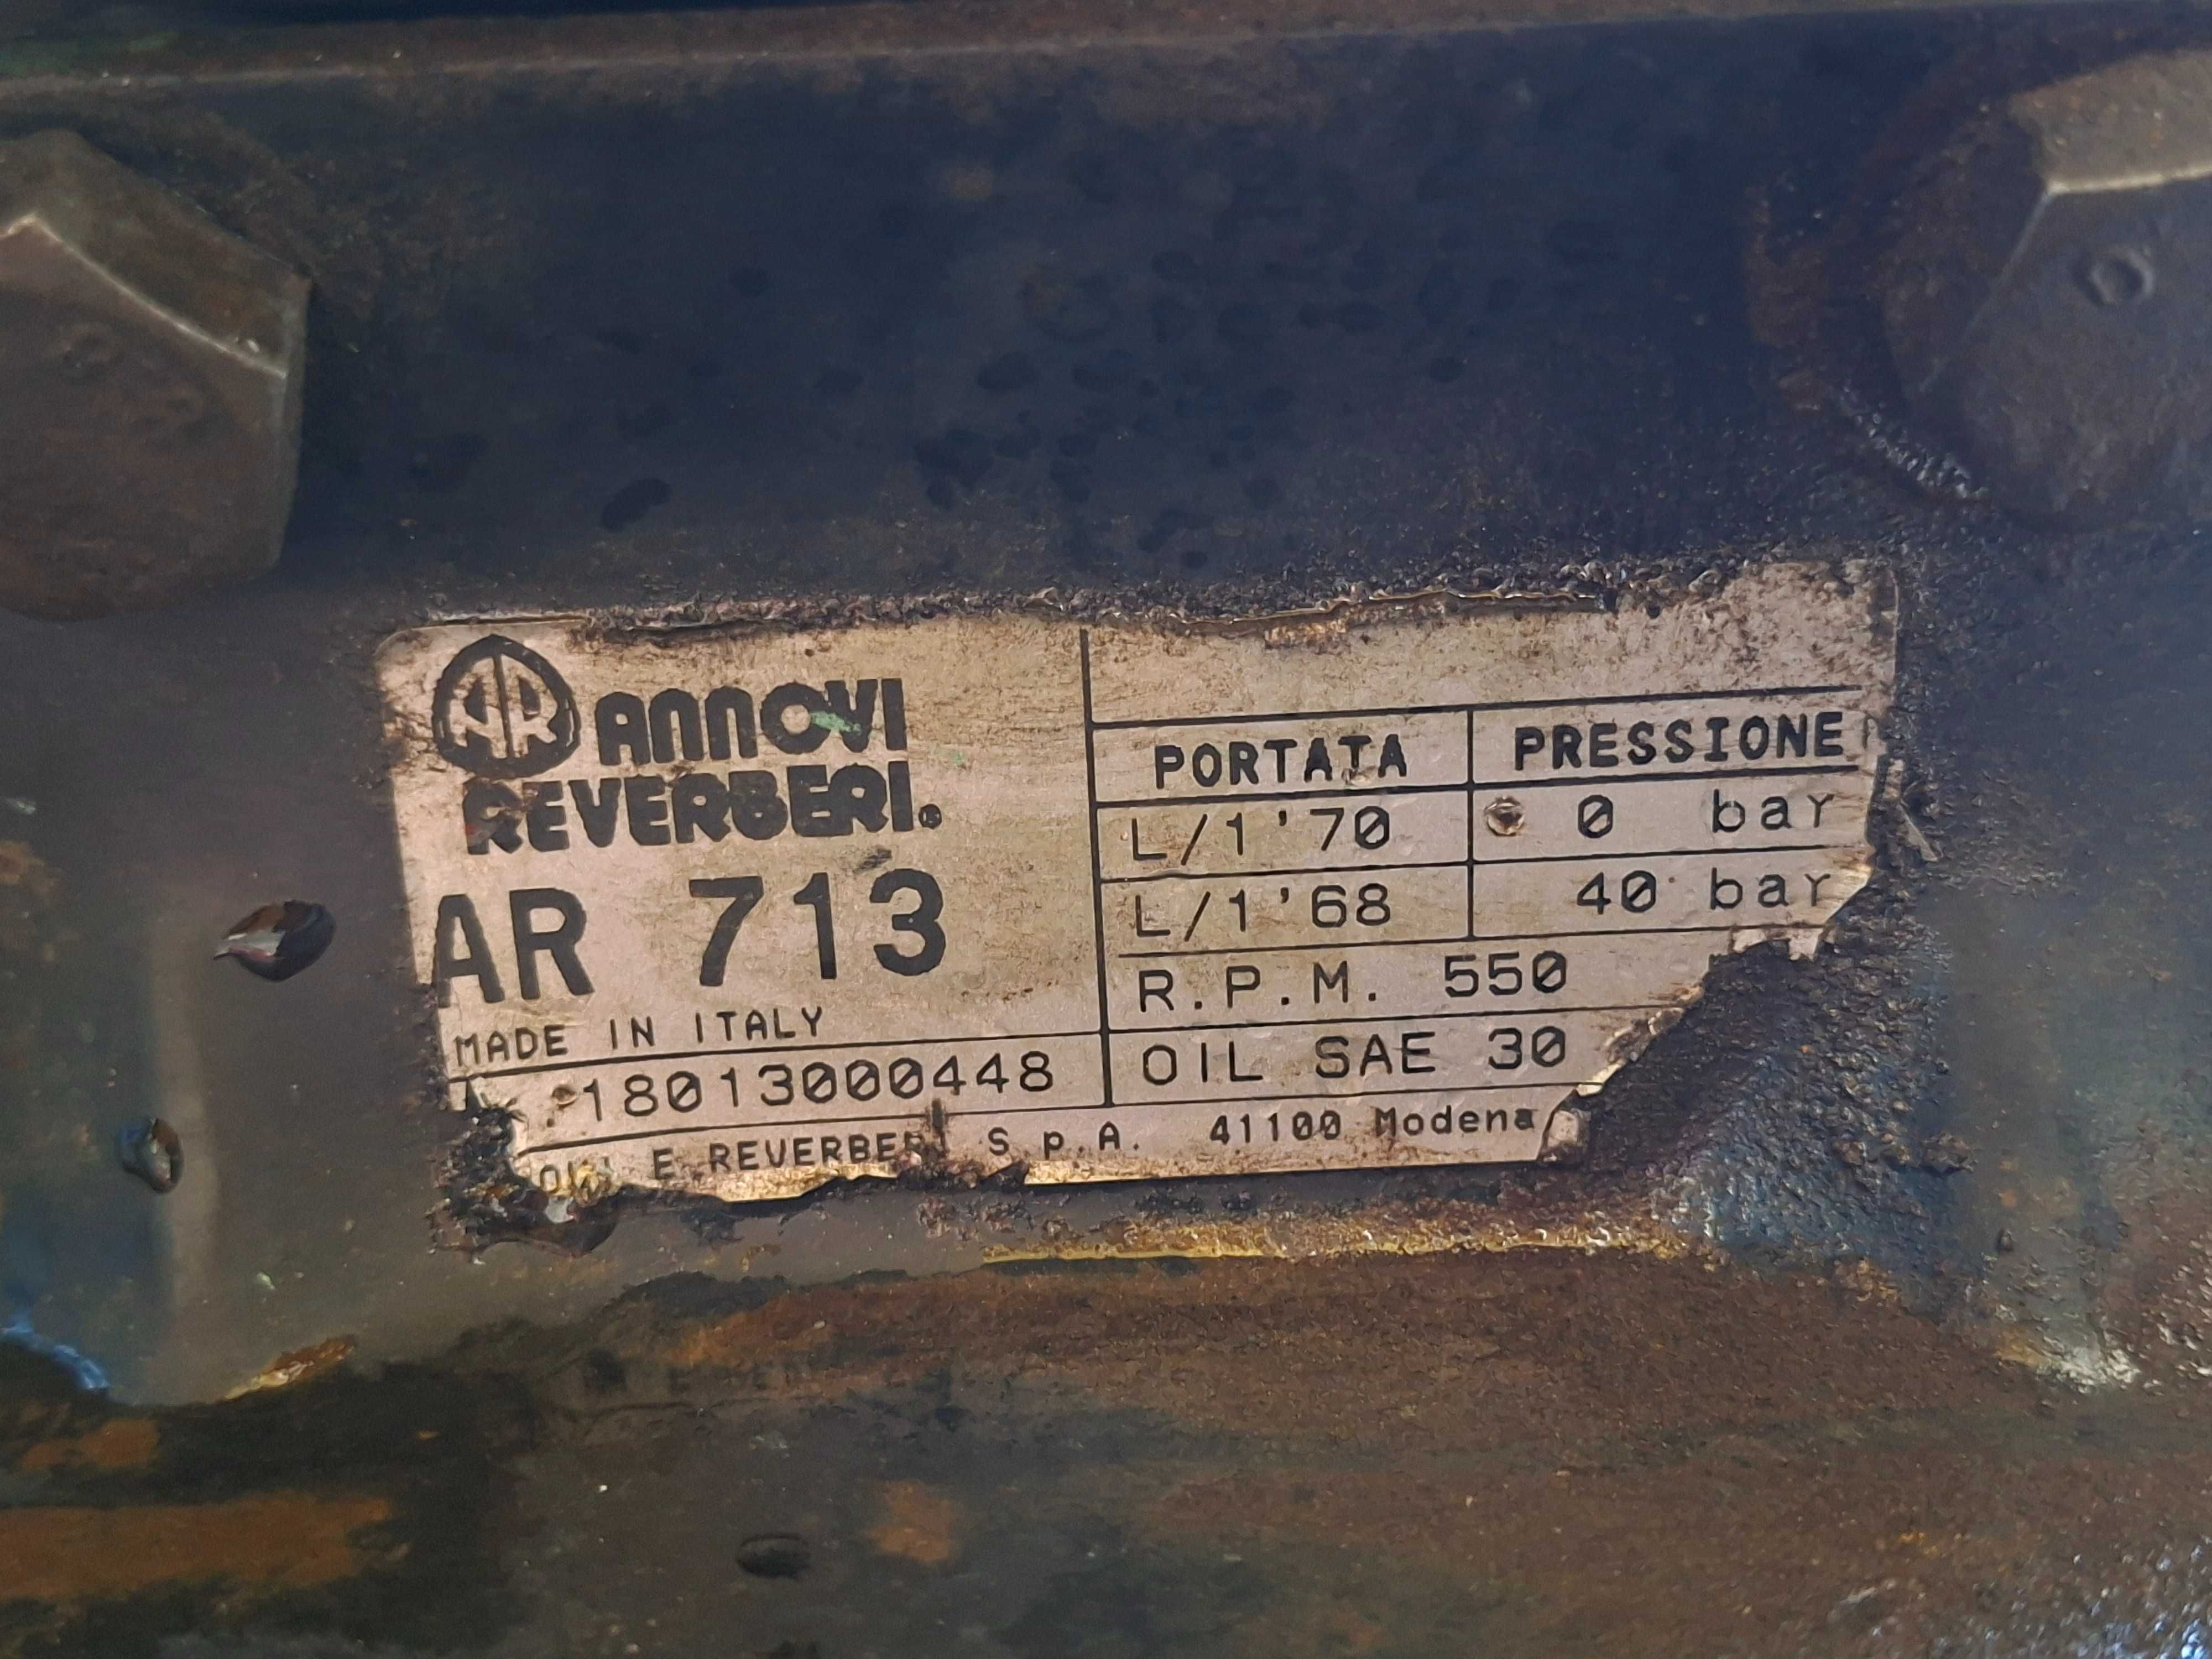 AR ANNOVI
REVERBERI.
AR 713
MADE IN ITALY
18013000448
PORTATA PRESSIONE
L/1'70 0 bar
L/1'68 40 bar
R.P.M. 550
OIL SAE 30
E REVERBERI S.p.A. 41100 Modena